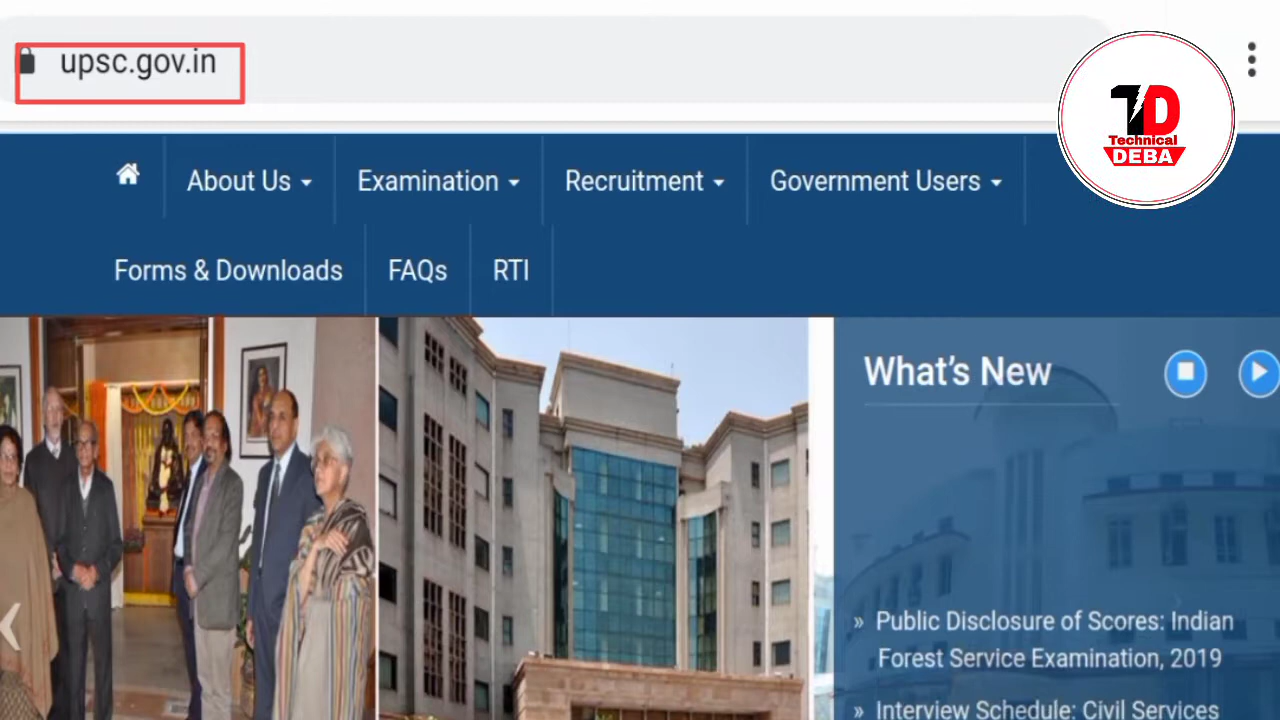 upsc.gov.in
TD
Technical
DEBA
About Us
Examination
Recruitment
Government Users
Forms & Downloads
FAQs
RTI
What's New
» Public Disclosure of Scores: Indian
Forest Service Examination, 2019
» Interview Schedule: Civil Services